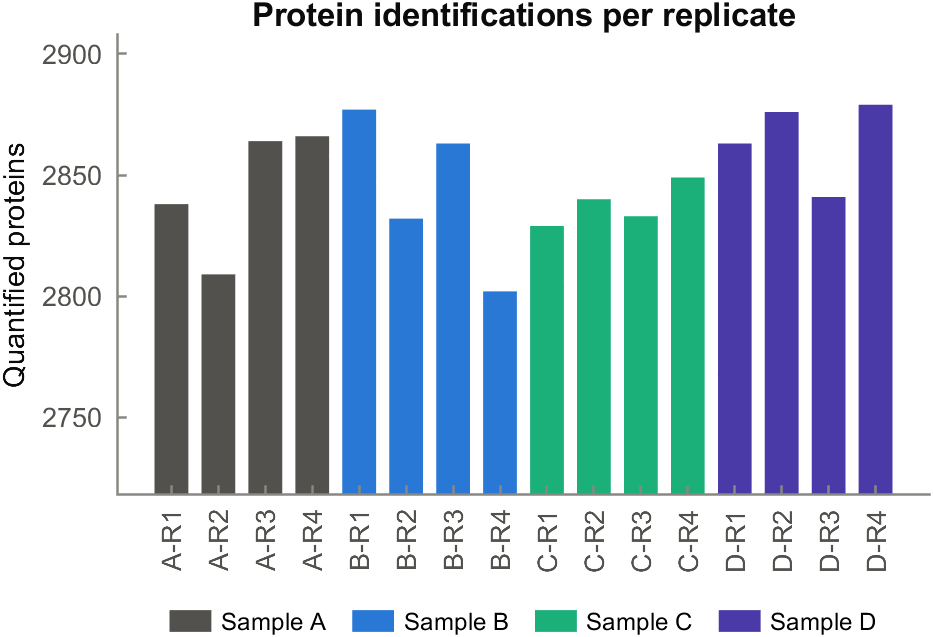 Protein identifications per replicate
Quantified proteins
2900
2850
2800
2750
A-R1
A-R2
A-R3
A-R4
B-R1
B-R2
B-R3
B-R4
C-R1
C-R2
C-R3
C-R4
D-R1
D-R2
D-R3
D-R4
Sample A
Sample B
Sample C
Sample D